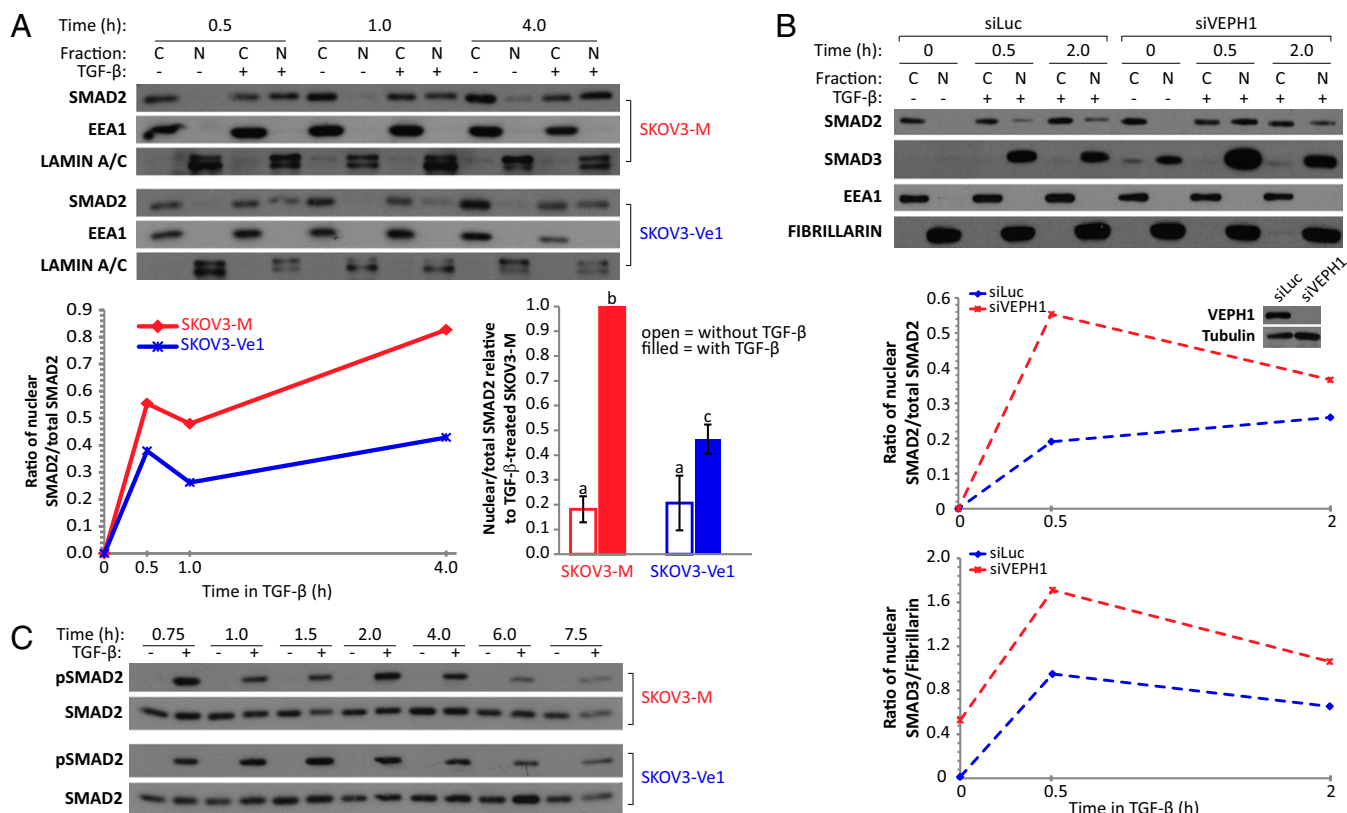 A
Time (h): 0.5 1.0 4.0
Fraction: C N C N C N C N C N C N
TGF-β: - - + + - - + + - - + +
SMAD2
EEA1
LAMIN A/C
SKOV3-M
SMAD2
EEA1
LAMIN A/C
SKOV3-Ve1
Ratio of nuclear
SMAD2/total SMAD2
0.9
0.8
0.7
0.6
0.5
0.4
0.3
0.2
0.1
0.0
SKOV3-M
SKOV3-Ve1
0 0.5 1.0 4.0
Time in TGF-β (h)
Nuclear/total SMAD2 relative
to TGF-β-treated SKOV3-M
1.0
0.9
0.8
0.7
0.6
0.5
0.4
0.3
0.2
0.1
0.0
a b a c
open = without TGF-β
filled = with TGF-β
SKOV3-M SKOV3-Ve1
B
siLuc siVEPH1
Time (h): 0 0.5 2.0 0 0.5 2.0
Fraction: C N C N C N C N C N C N
TGF-β: - - + + + + - - + + + +
SMAD2
SMAD3
EEA1
FIBRILLARIN
siLuc
siVEPH1
siLuc siVEPH1
VEPH1
Tubulin
Ratio of nuclear
SMAD2/total SMAD2
0.6
0.5
0.4
0.3
0.2
0.1
0
0 0.5 2
siLuc
siVEPH1
Ratio of nuclear
SMAD3/Fibrillarin
2.0
1.6
1.2
0.8
0.4
0
0 0.5 2
Time in TGF-β (h)
C
Time (h): 0.75 1.0 1.5 2.0 4.0 6.0 7.5
TGF-β: - + - + - + - + - + - + - +
pSMAD2
SMAD2
SKOV3-M
pSMAD2
SMAD2
SKOV3-Ve1